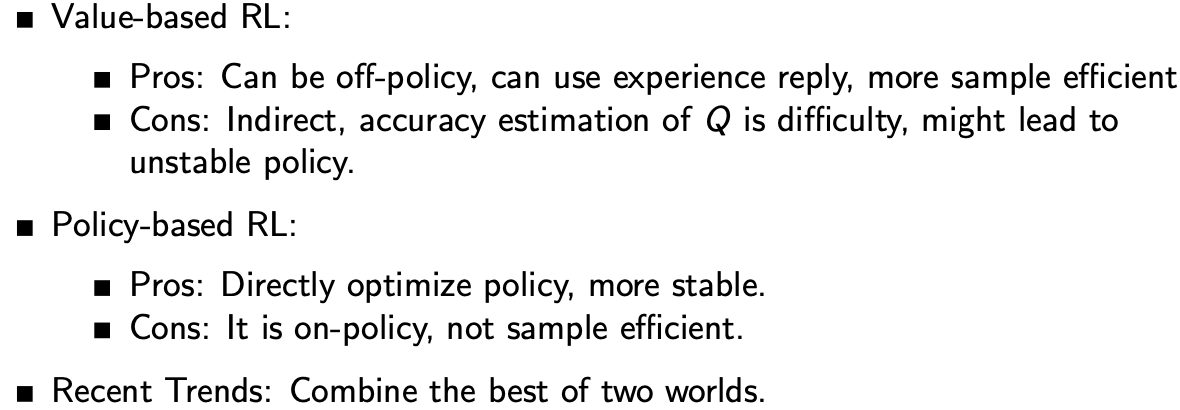 ▪ Value-based RL:
▪ Pros: Can be off-policy, can use experience reply, more sample efficient
▪ Cons: Indirect, accuracy estimation of Q is difficulty, might lead to
unstable policy.
▪ Policy-based RL:
▪ Pros: Directly optimize policy, more stable.
▪ Cons: It is on-policy, not sample efficient.
▪ Recent Trends: Combine the best of two worlds.